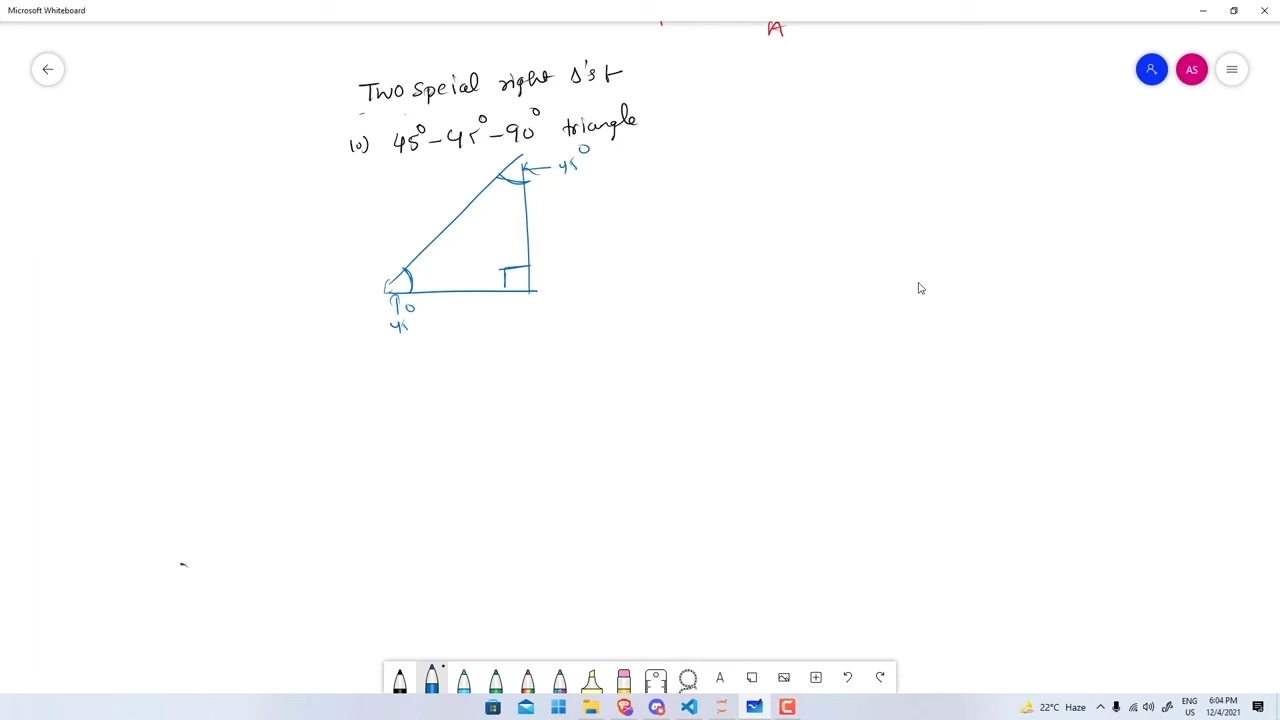 Microsoft Whiteboard
A
AS
Two speial right Δ's t
10) 45° – 45° – 90° triangle
45°
45°
A
22°C Haze
ENG
US
6:04 PM
12/4/2021